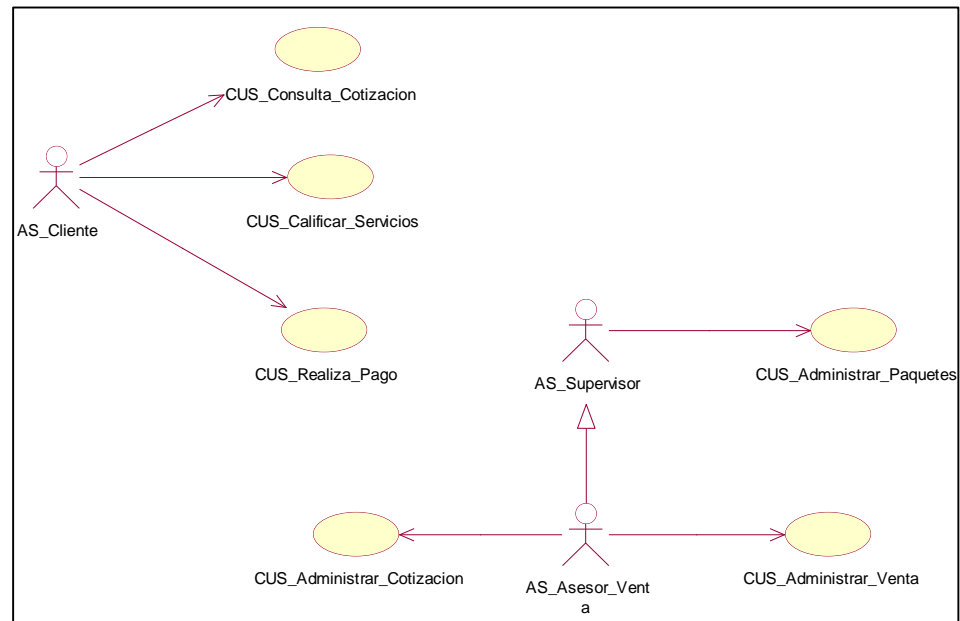 CUS_Consulta_Cotizacion
AS_Cliente
CUS_Calificar_Servicios
CUS_Realiza_Pago
AS_Supervisor
CUS_Administrar_Paquetes
CUS_Administrar_Cotizacion
AS_Asesor_Vent
a
CUS_Administrar_Venta